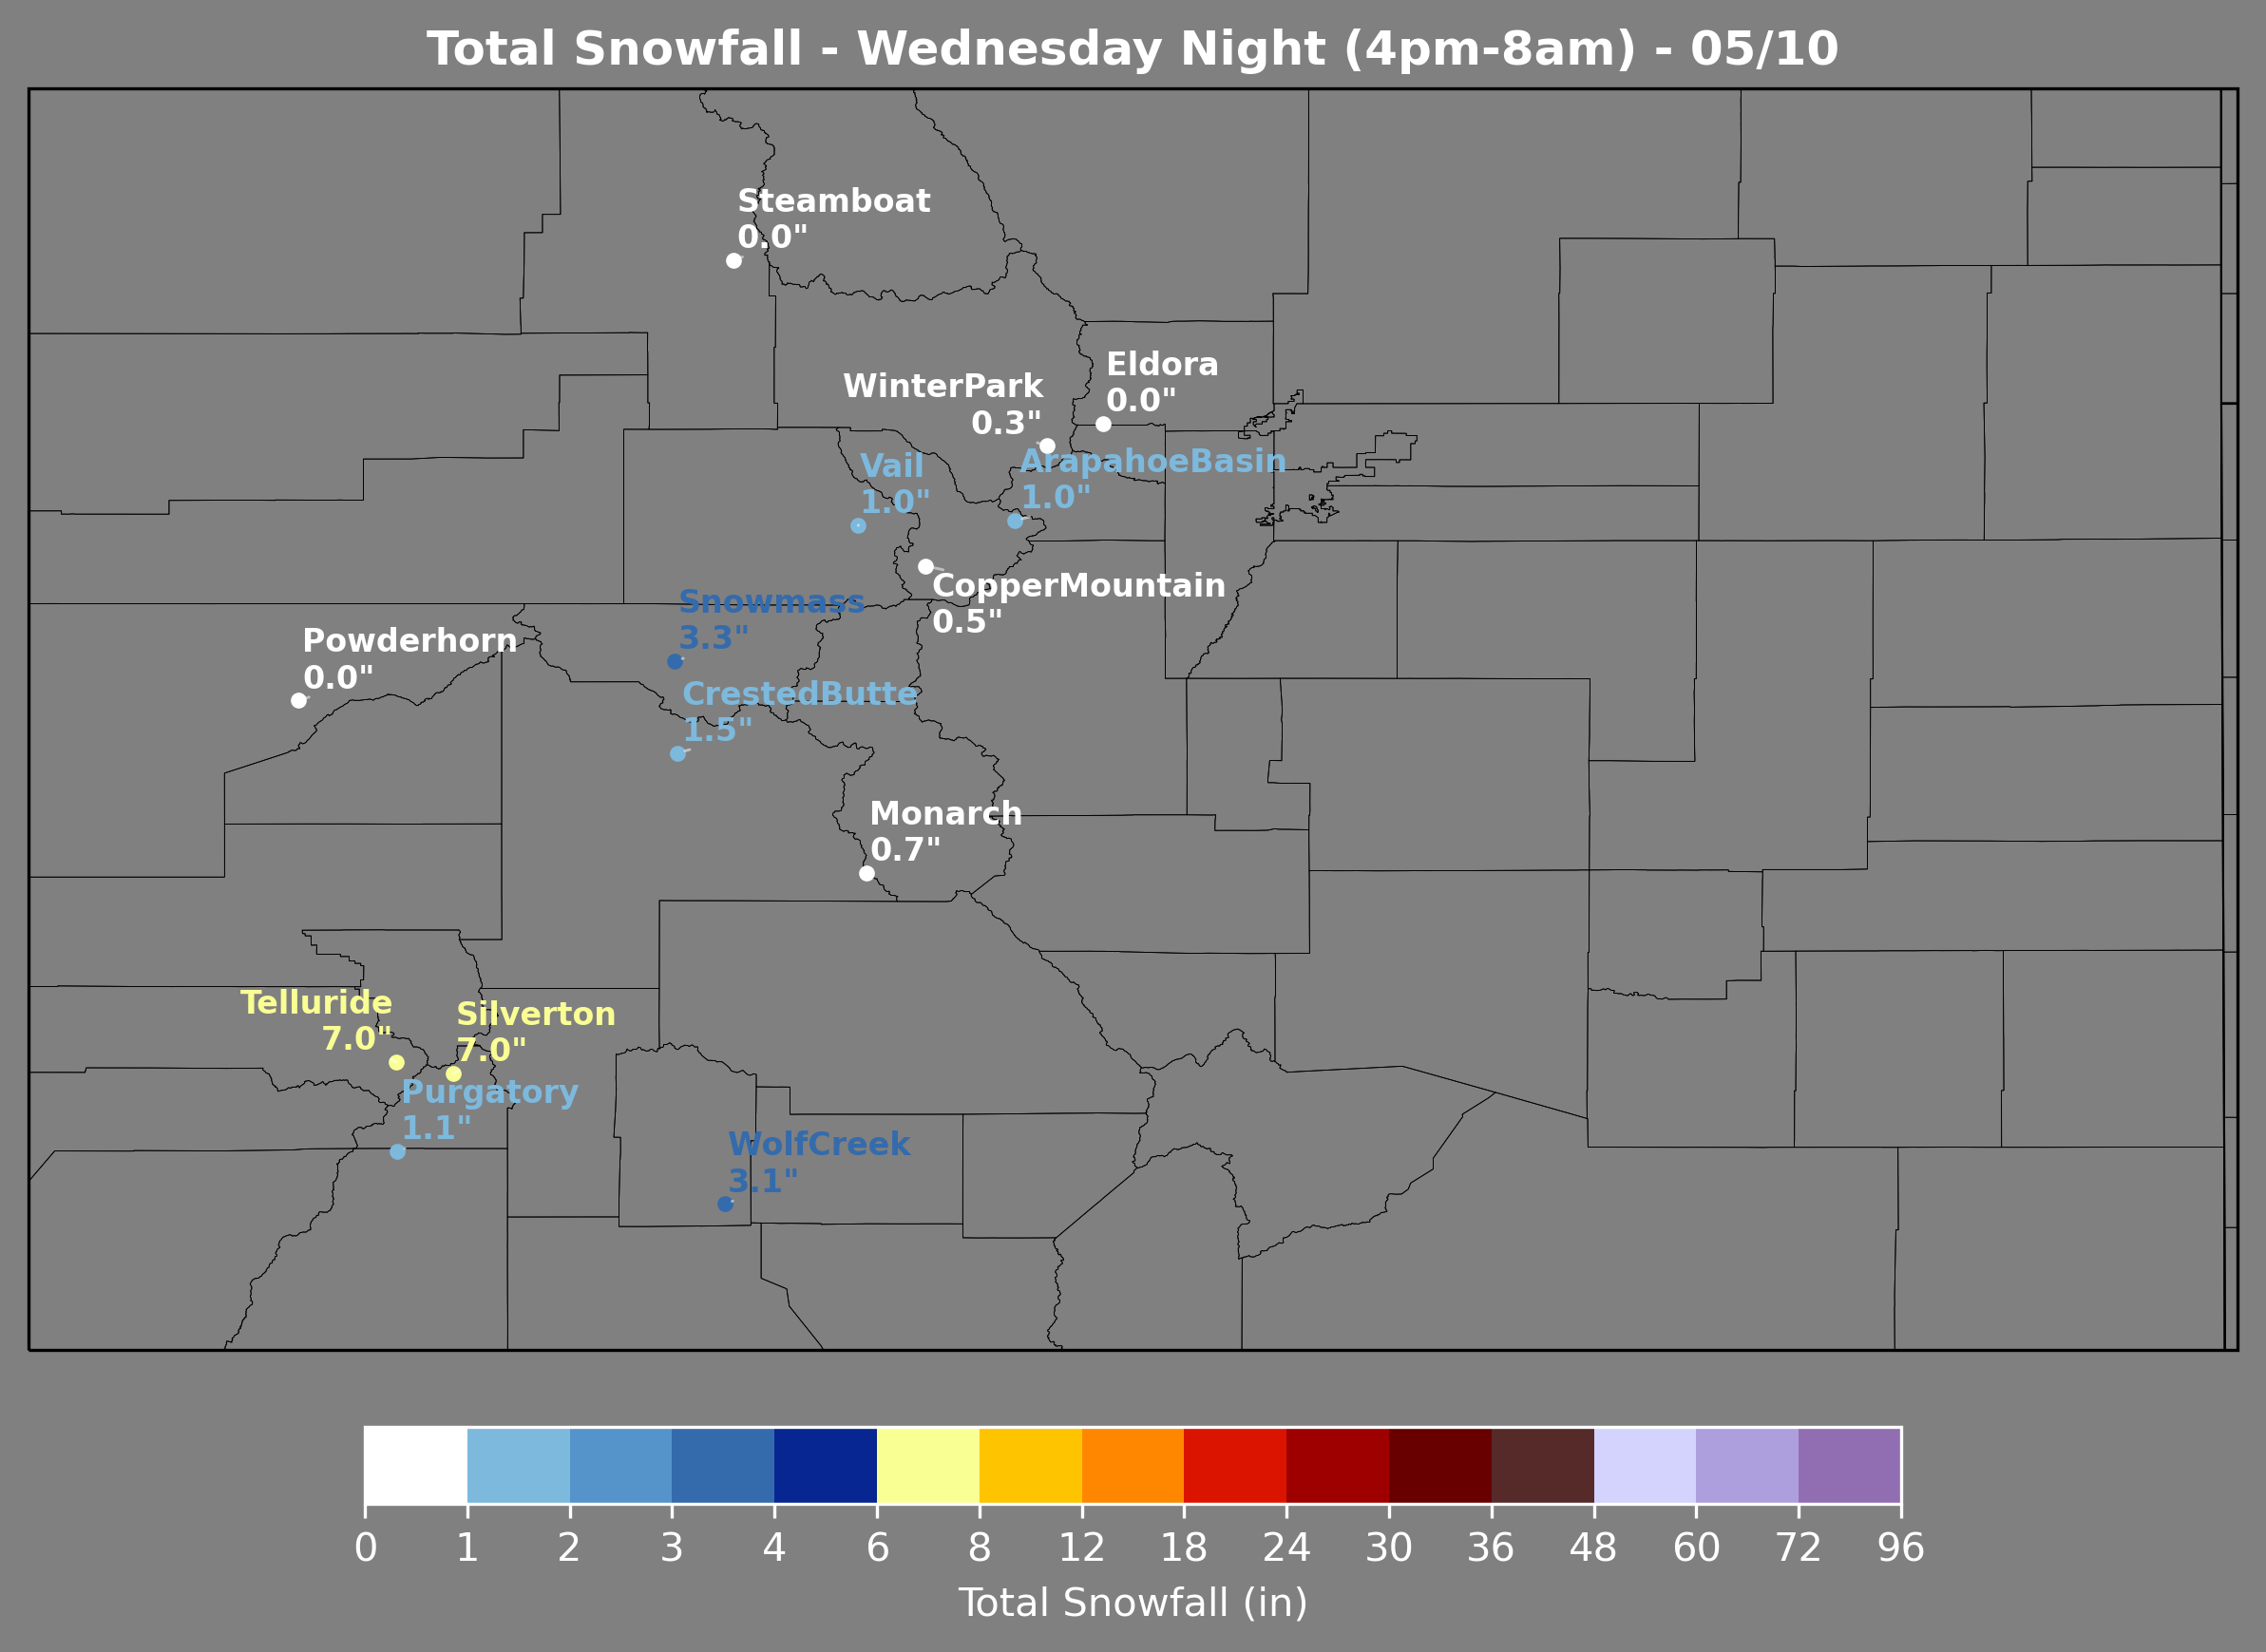 Total Snowfall - Wednesday Night (4pm-8am) - 05/10
Steamboat
0.0"
Eldora
0.0"
WinterPark
0.3"
ArapahoeBasin
1.0"
Vail
1.0"
CopperMountain
0.5"
Snowmass
3.3"
Powderhorn
0.0"
CrestedButte
1.5"
Monarch
0.7"
Telluride
7.0"
Silverton
7.0"
Purgatory
1.1"
WolfCreek
3.1"
0 1 2 3 4 6 8 12 18 24 30 36 48 60 72 96
Total Snowfall (in)